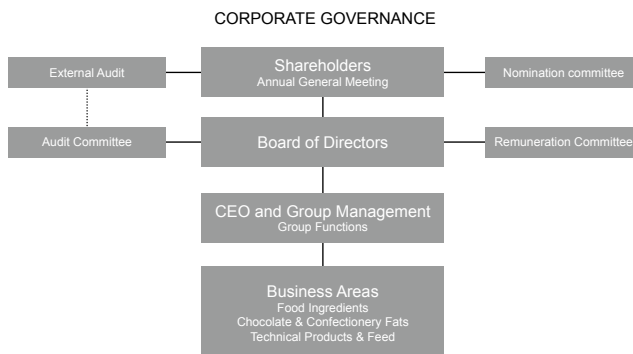 CORPORATE GOVERNANCE
External Audit
Shareholders
Annual General Meeting
Nomination committee
Audit Committee
Board of Directors
Remuneration Committee
CEO and Group Management
Group Functions
Business Areas
Food Ingredients
Chocolate & Confectionery Fats
Technical Products & Feed